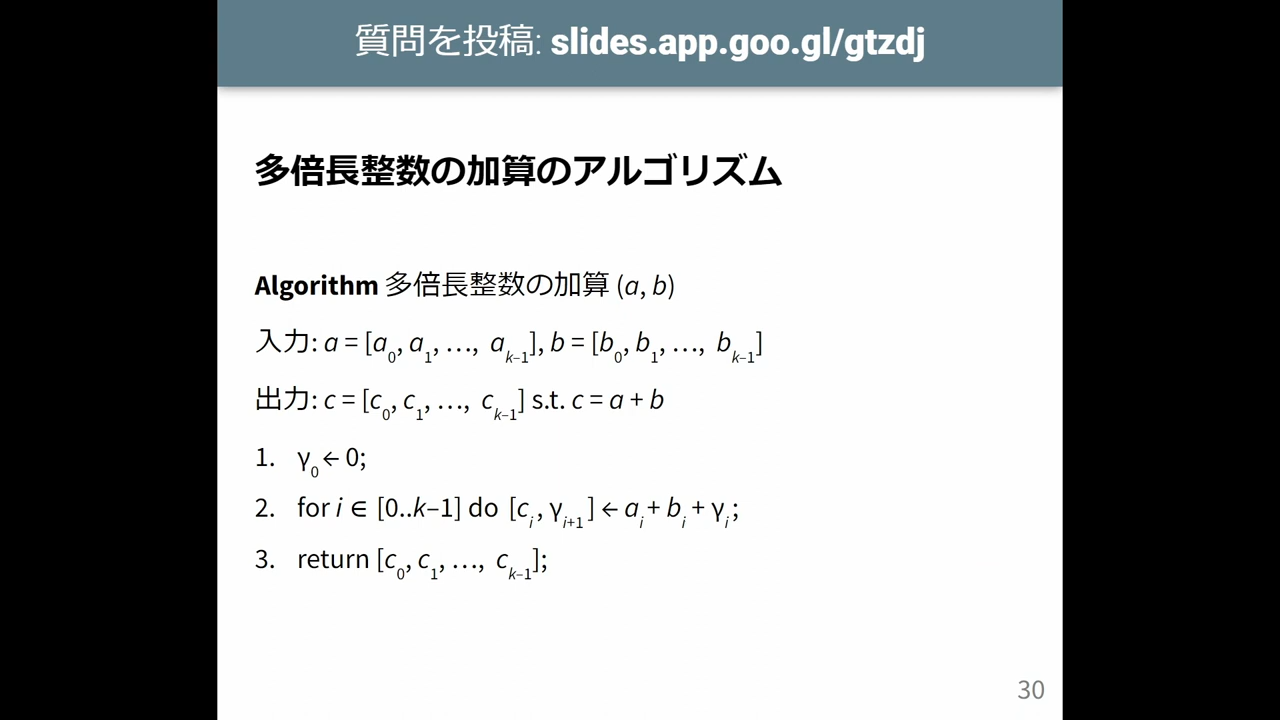 質問を投稿: slides.app.goo.gl/gtzdj
多倍長整数の加算のアルゴリズム
Algorithm 多倍長整数の加算 (a, b)
入力: a = [a₀, a₁, …, aₖ₋₁], b = [b₀, b₁, …, bₖ₋₁]
出力: c = [c₀, c₁, …, cₖ₋₁] s.t. c = a + b
1. γ₀ ← 0;
2. for i ∈ [0..k–1] do [cᵢ, γᵢ₊₁] ← aᵢ + bᵢ + γᵢ;
3. return [c₀, c₁, …, cₖ₋₁];
30